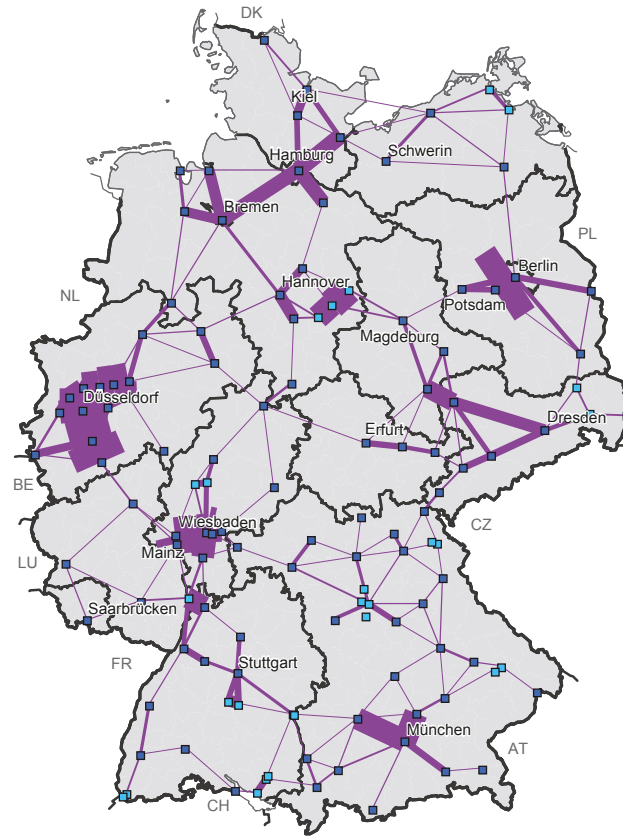 DK
Kiel
Hamburg
Schwerin
Bremen
PL
Berlin
NL
Hannover
Potsdam
Magdeburg
Düsseldorf
Dresden
Erfurt
BE
Wiesbaden
CZ
Mainz
LU
Saarbrücken
FR
Stuttgart
München
AT
CH